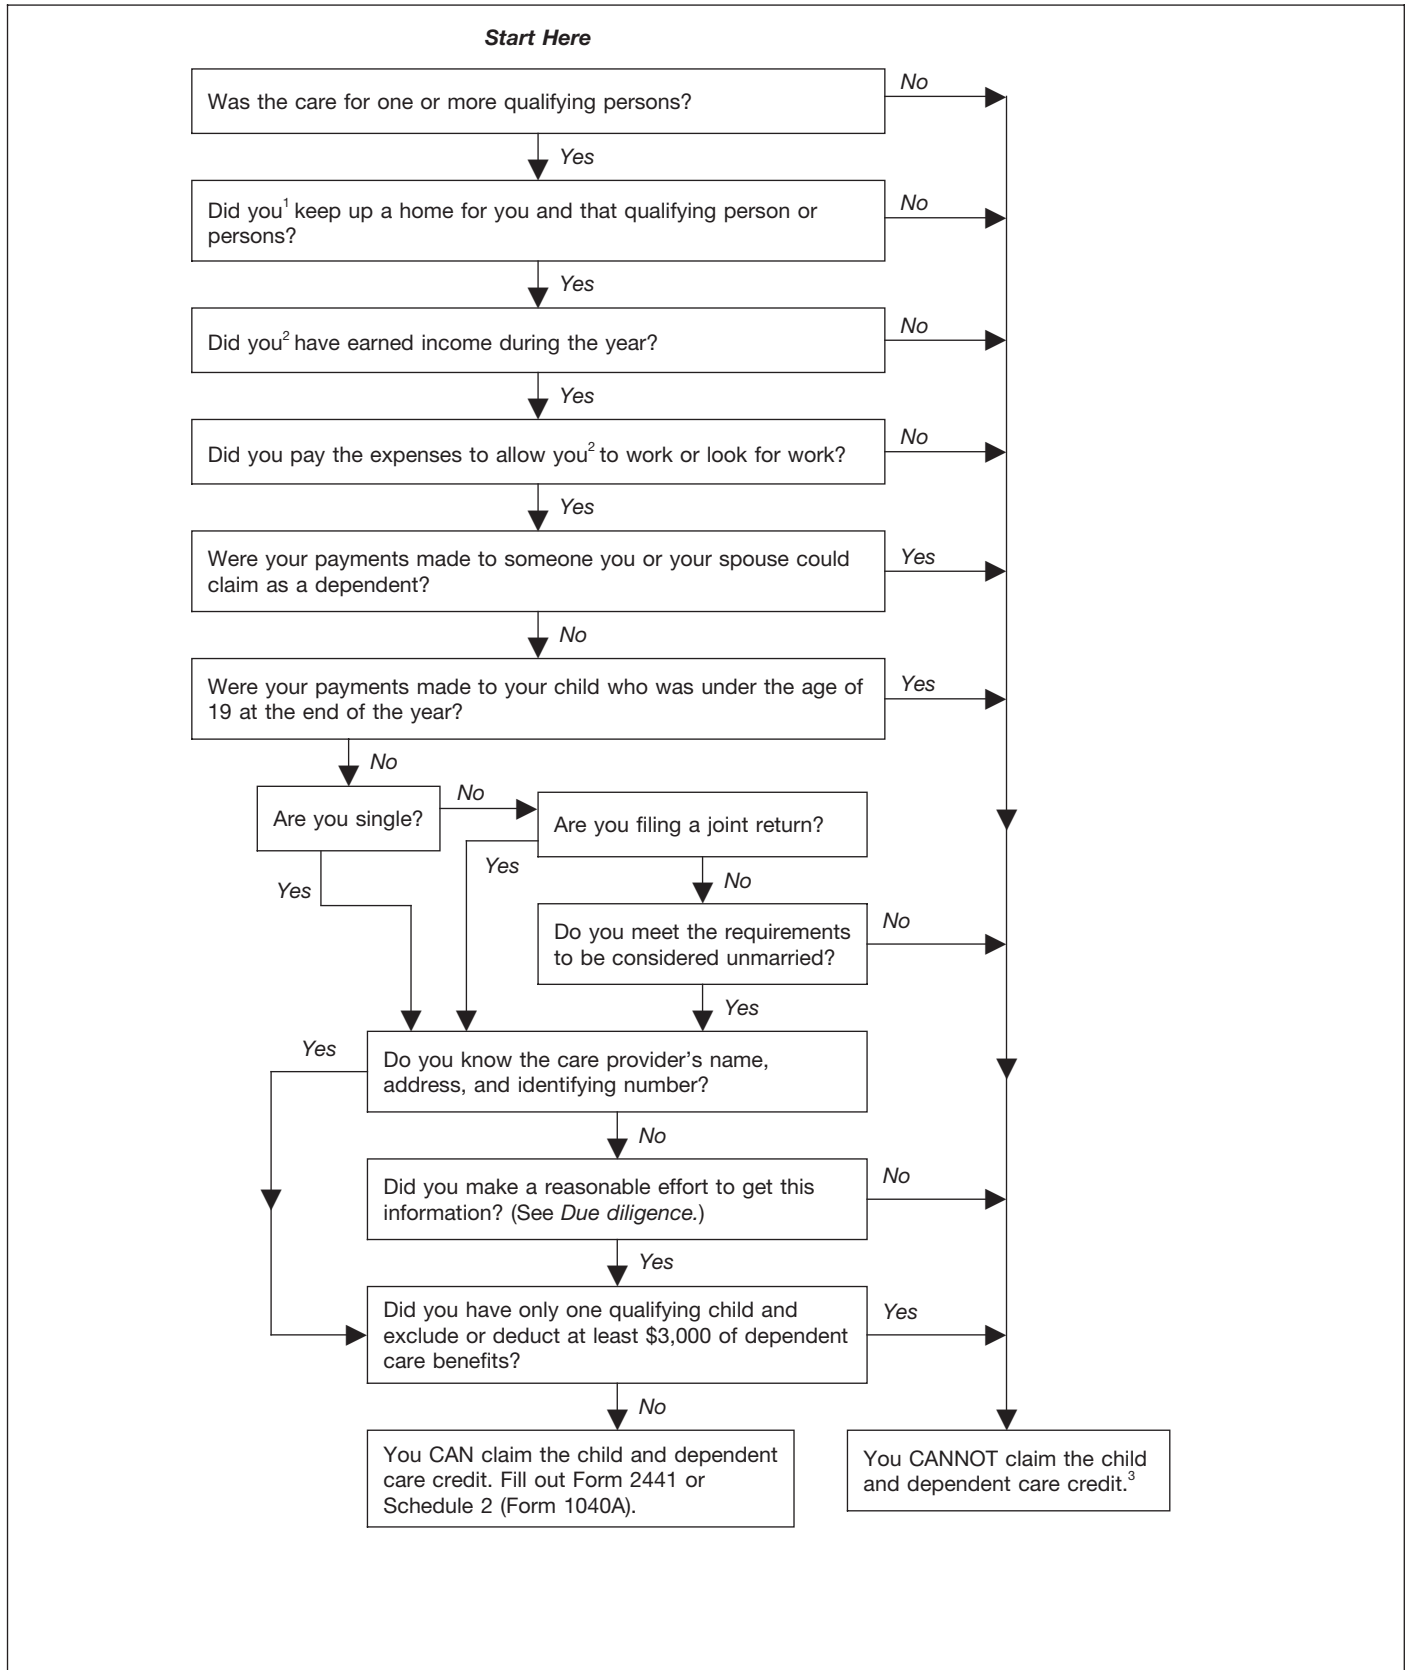 Start Here
Was the care for one or more qualifying persons?
No
Yes
Did you1 keep up a home for you and that qualifying person or
persons?
No
Yes
Did you2 have earned income during the year?
No
Yes
Did you pay the expenses to allow you2 to work or look for work?
No
Yes
Were your payments made to someone you or your spouse could
claim as a dependent?
Yes
No
Were your payments made to your child who was under the age of
19 at the end of the year?
Yes
No
Are you single?
No
Are you filing a joint return?
Yes
Yes
No
Do you meet the requirements
to be considered unmarried?
No
Yes
Yes
Do you know the care provider's name,
address, and identifying number?
No
Did you make a reasonable effort to get this
information? (See Due diligence.)
No
Yes
Did you have only one qualifying child and
exclude or deduct at least $3,000 of dependent
care benefits?
Yes
No
You CAN claim the child and dependent
care credit. Fill out Form 2441 or
Schedule 2 (Form 1040A).
You CANNOT claim the child
and dependent care credit.3